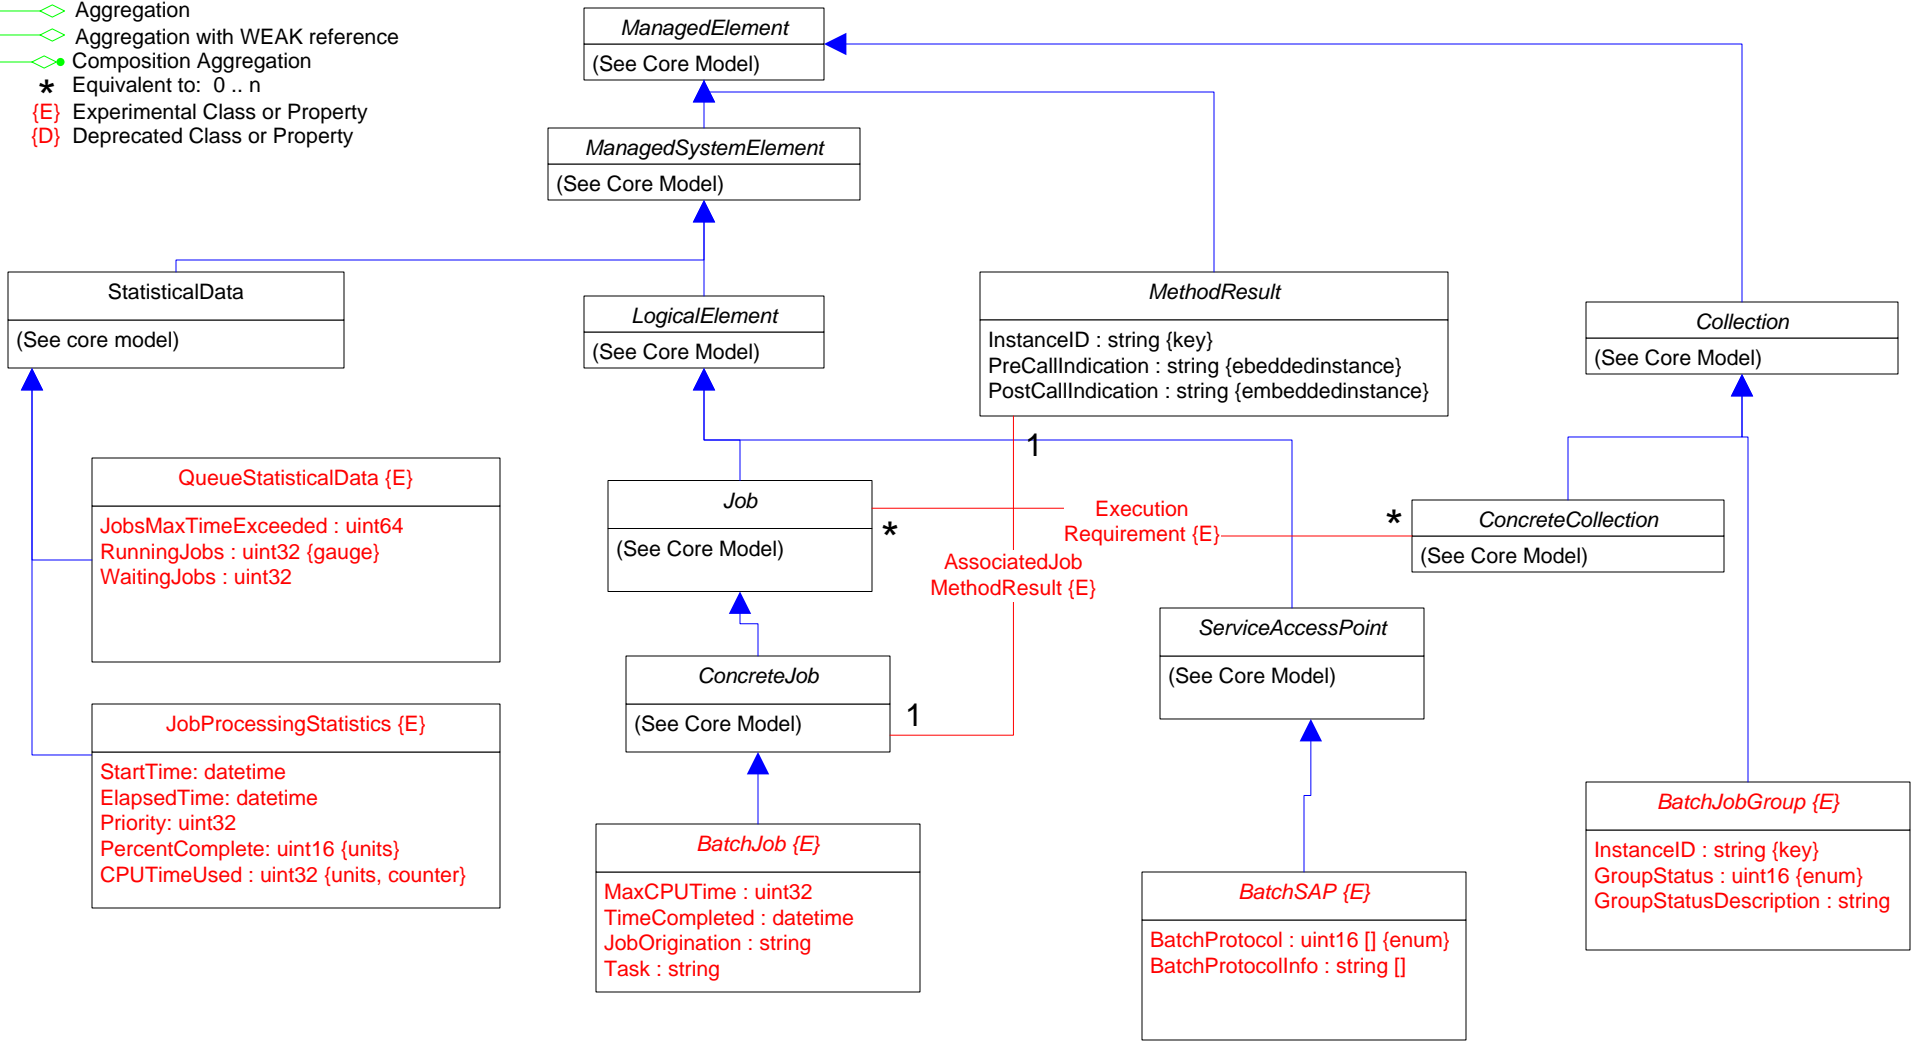 Aggregation
Aggregation with WEAK reference
Composition Aggregation
* Equivalent to: 0 .. n
{E} Experimental Class or Property
{D} Deprecated Class or Property
ManagedElement
(See Core Model)
ManagedSystemElement
(See Core Model)
StatisticalData
(See core model)
LogicalElement
(See Core Model)
MethodResult
InstanceID : string {key}
PreCallIndication : string {ebeddedinstance}
PostCallIndication : string {embeddedinstance}
Collection
(See Core Model)
1
QueueStatisticalData {E}
JobsMaxTimeExceeded : uint64
RunningJobs : uint32 {gauge}
WaitingJobs : uint32
Job
(See Core Model)
*
Execution
Requirement {E}
*
ConcreteCollection
(See Core Model)
AssociatedJob
MethodResult {E}
ServiceAccessPoint
(See Core Model)
ConcreteJob
(See Core Model)
1
JobProcessingStatistics {E}
StartTime: datetime
ElapsedTime: datetime
Priority: uint32
PercentComplete: uint16 {units}
CPUTimeUsed : uint32 {units, counter}
BatchJob {E}
MaxCPUTime : uint32
TimeCompleted : datetime
JobOrigination : string
Task : string
BatchSAP {E}
BatchProtocol : uint16 [] {enum}
BatchProtocolInfo : string []
BatchJobGroup {E}
InstanceID : string {key}
GroupStatus : uint16 {enum}
GroupStatusDescription : string